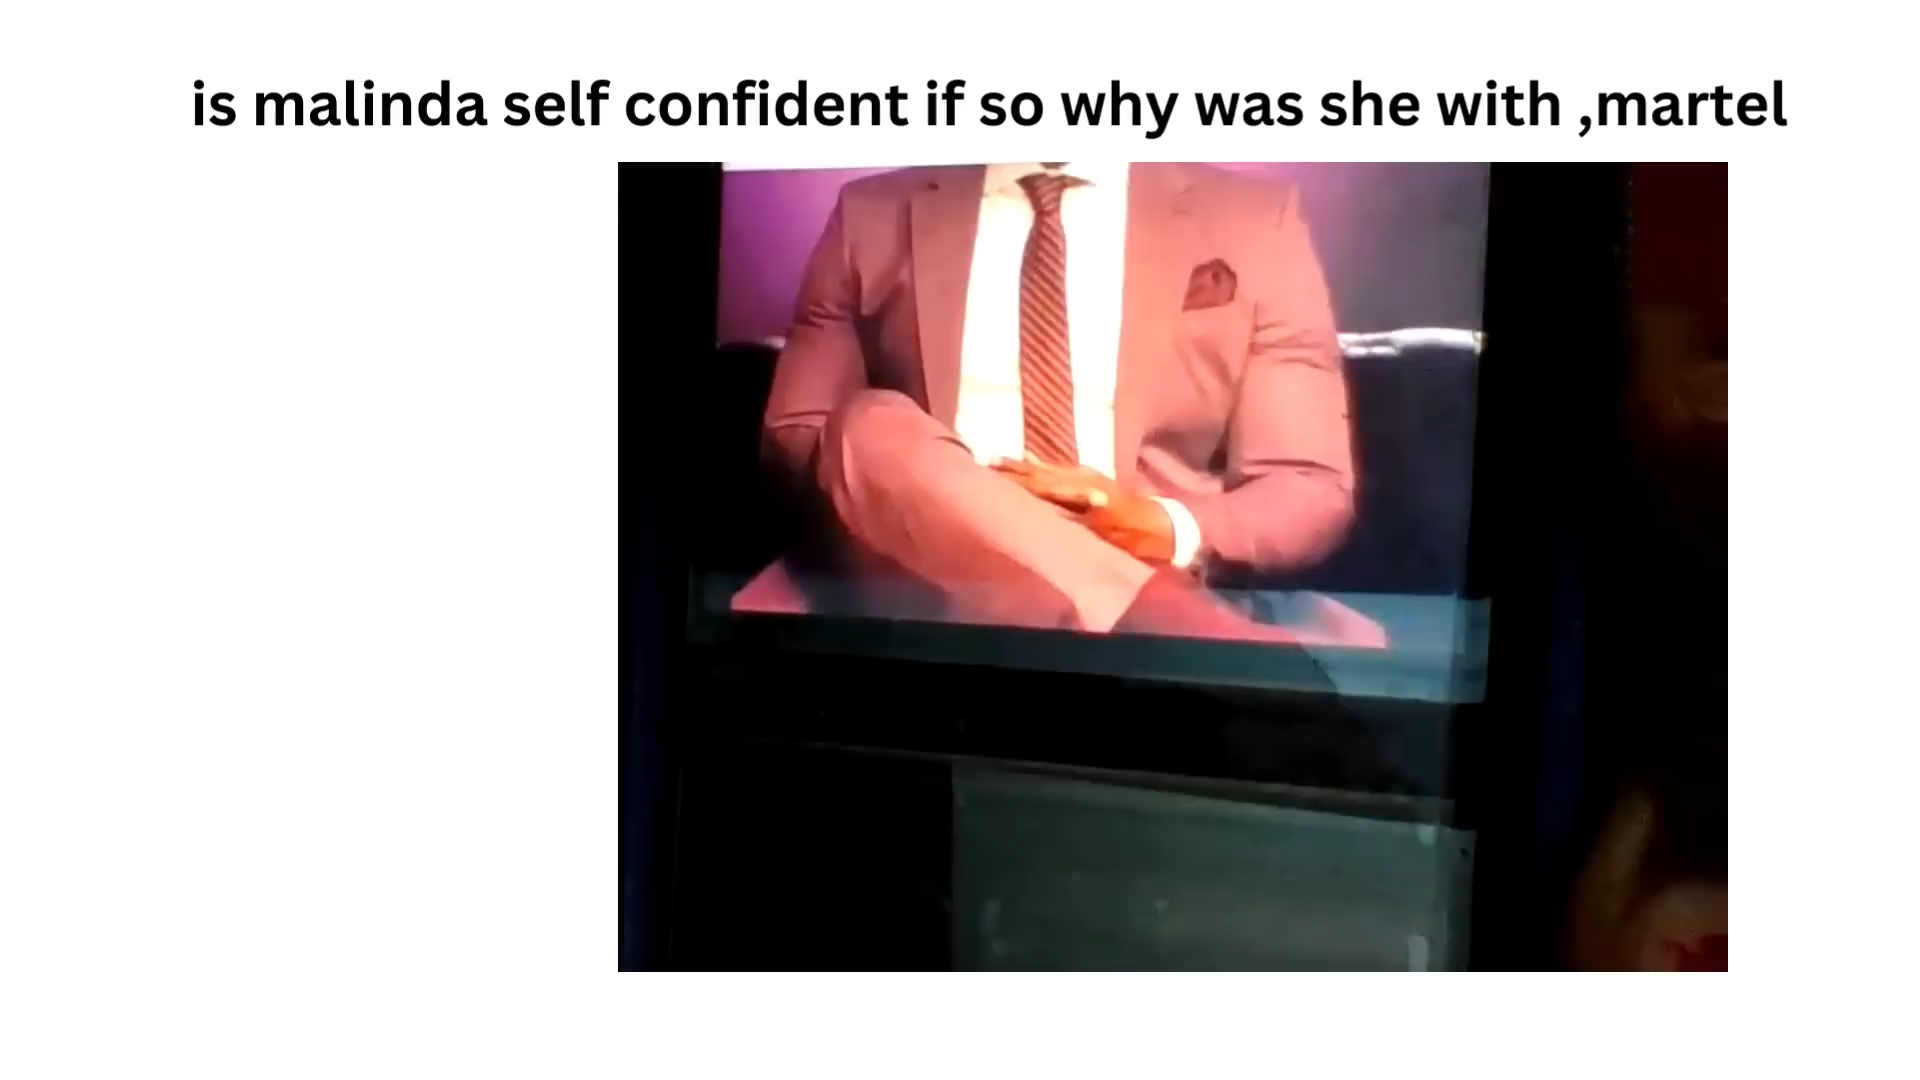 is malinda self confident if so why was she with ,martel